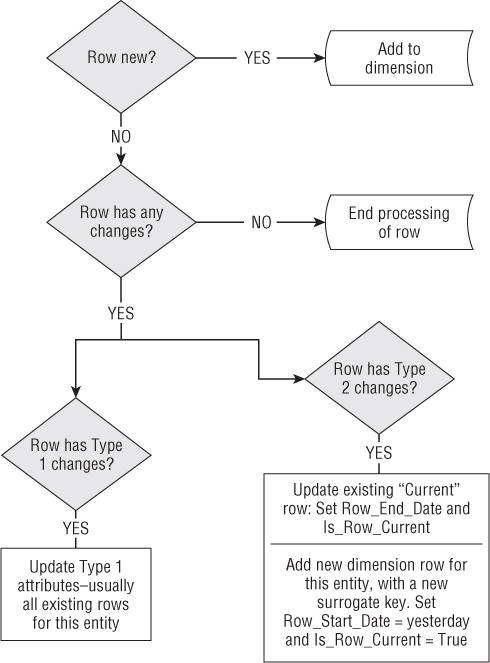 Row new?
YES
Add to
dimension
NO
Row has any
changes?
NO
End processing
of row
YES
Row has Type
2 changes?
Row has Type
1 changes?
YES
YES
Update existing “Current”
row: Set Row_End_Date and
Is_Row_Current
Add new dimension row for
this entity, with a new
surrogate key. Set
Row_Start_Date = yesterday
and Is_Row_Current = True
Update Type 1
attributes–usually
all existing rows
for this entity